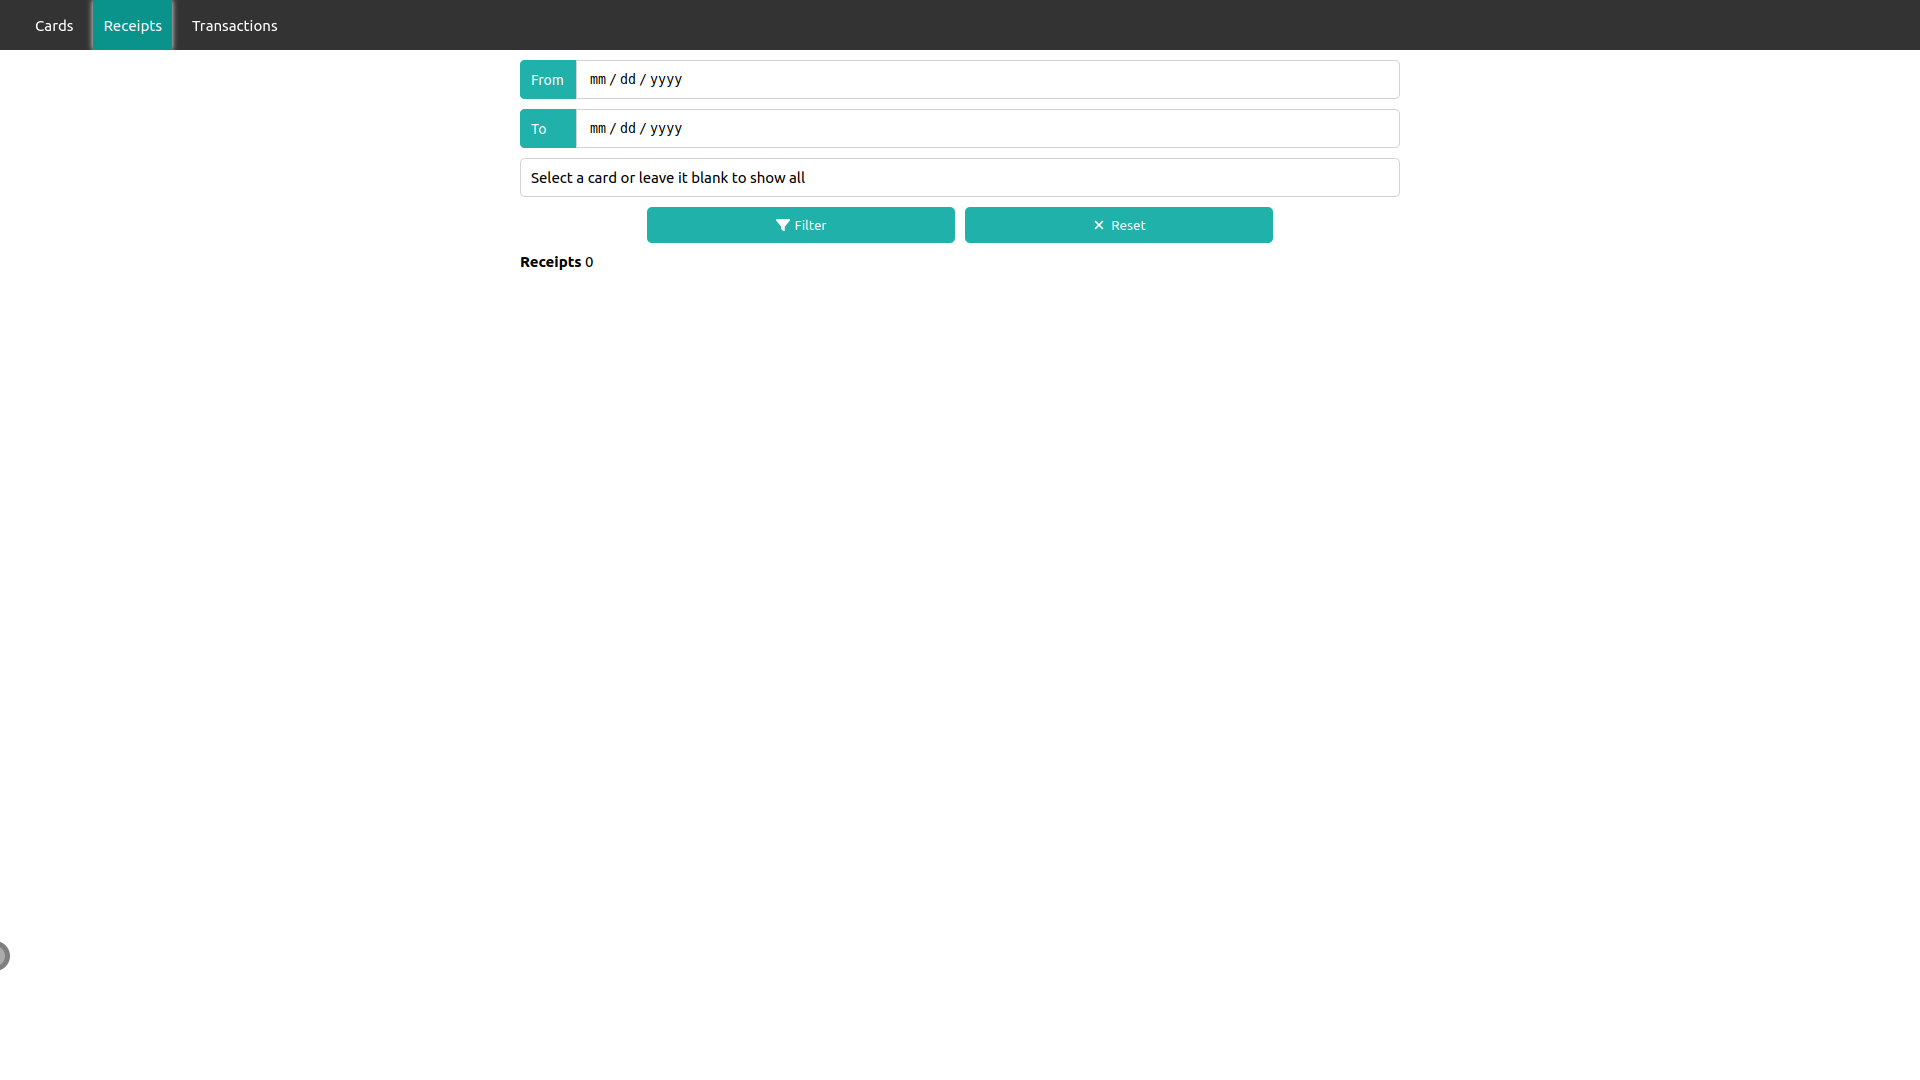 Cards Receipts Transactions
From mm / dd / yyyy
To mm / dd / yyyy
Select a card or leave it blank to show all
Filter Reset
Receipts 0